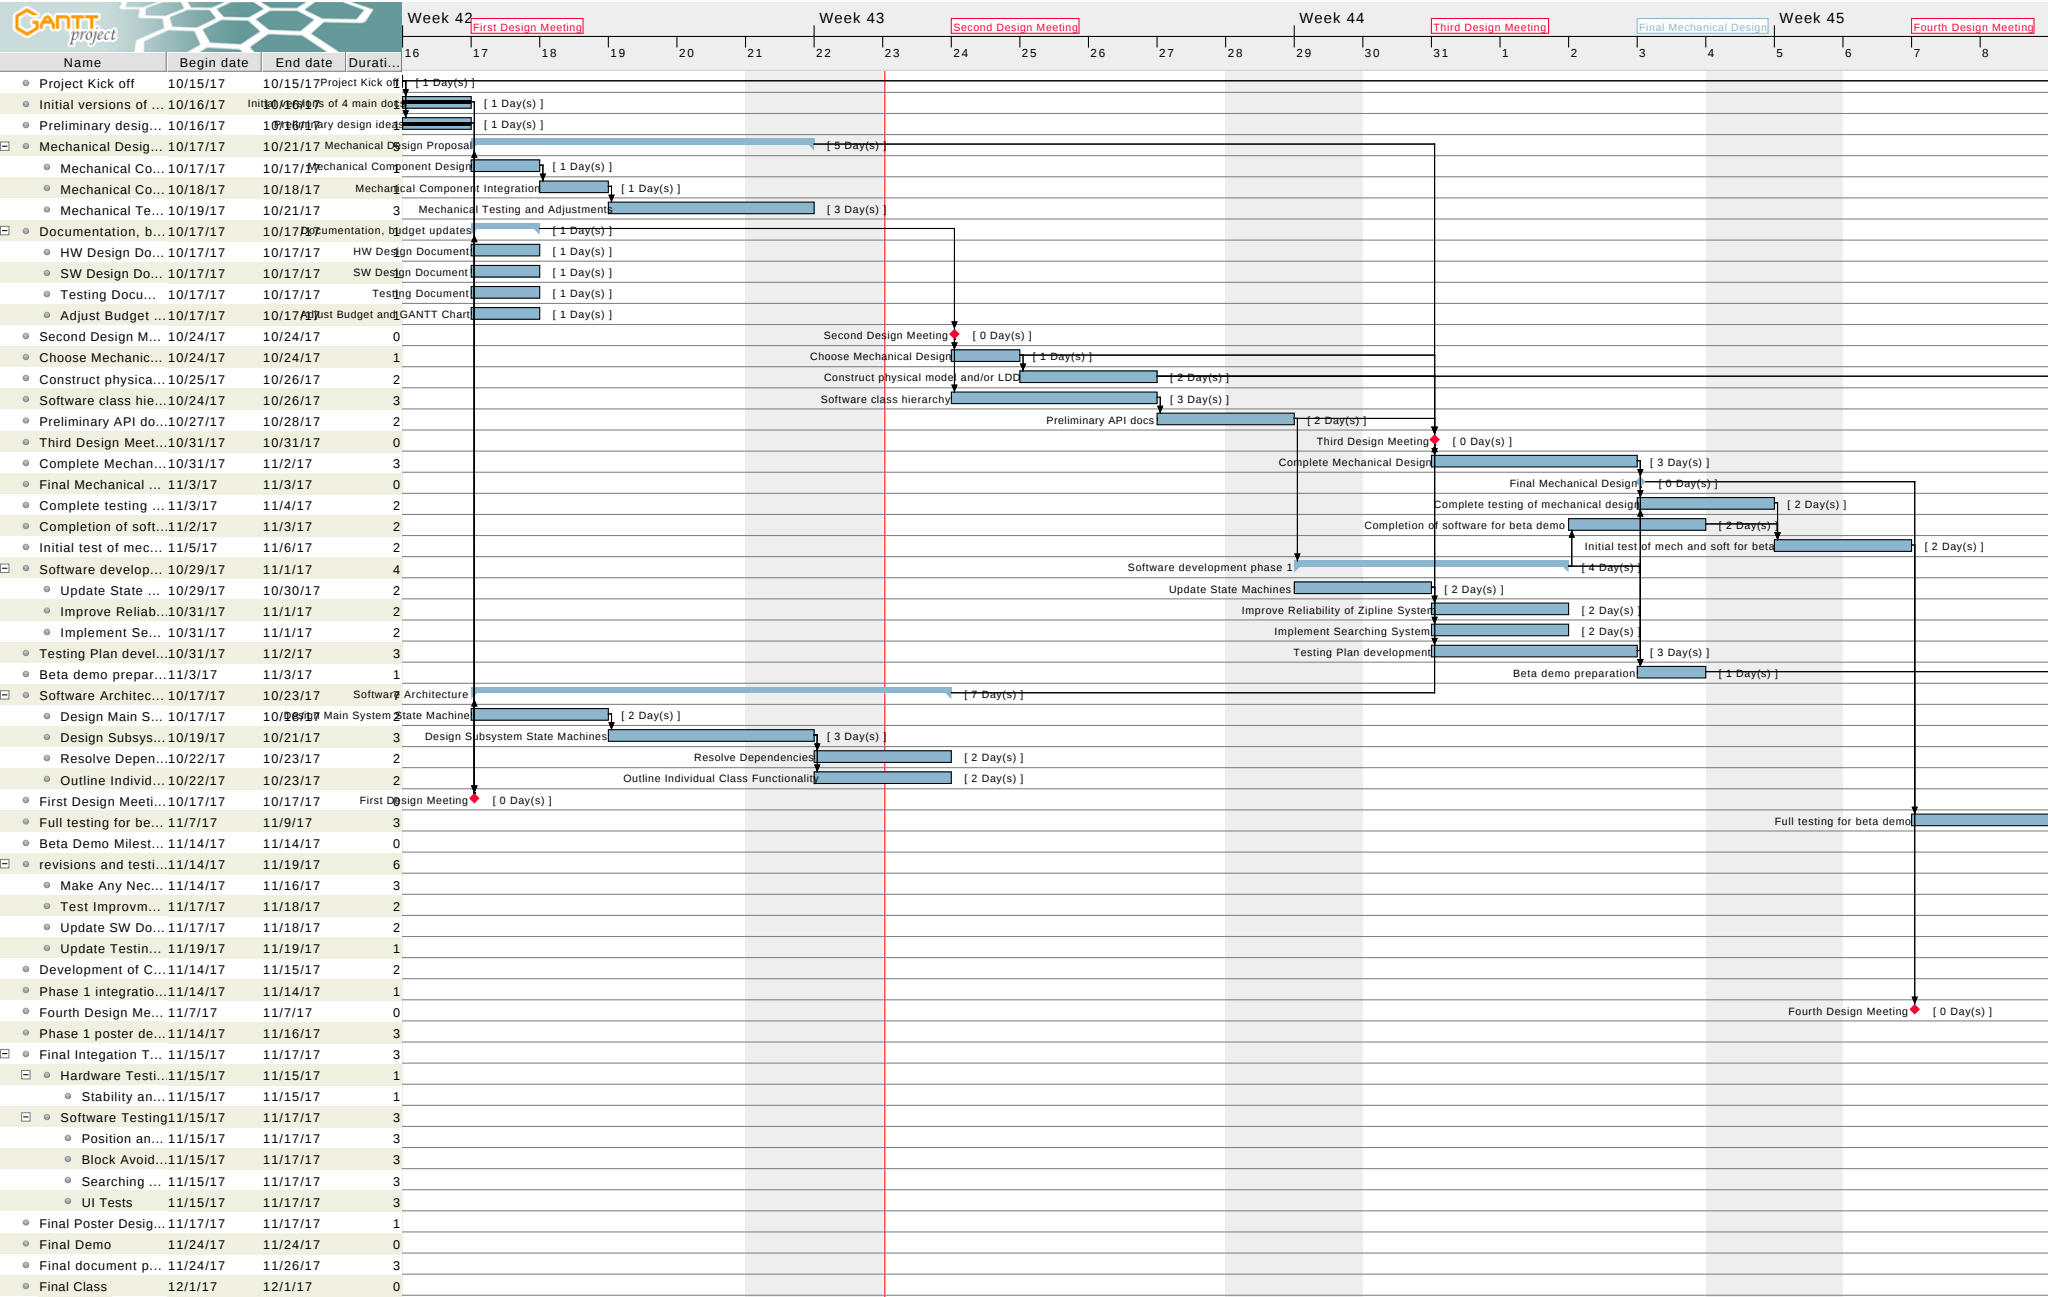 GANTT project
Week 42 Week 43 Week 44 Week 45
First Design Meeting Second Design Meeting Third Design Meeting Final Mechanical Design Fourth Design Meeting
16 17 18 19 20 21 22 23 24 25 26 27 28 29 30 31 1 2 3 4 5 6 7 8
Name Begin date End date Durati...
Project Kick off 10/15/17 10/15/17 1 Project Kick off [ 1 Day(s) ]
Initial versions of ... 10/16/17 10/16/17 1 Initial versions of 4 main docs [ 1 Day(s) ]
Preliminary desig... 10/16/17 10/16/17 1 Preliminary design ideas [ 1 Day(s) ]
Mechanical Desig... 10/17/17 10/21/17 5 Mechanical Design Proposal [ 5 Day(s) ]
Mechanical Co... 10/17/17 10/17/17 1 Mechanical Component Design [ 1 Day(s) ]
Mechanical Co... 10/18/17 10/18/17 1 Mechanical Component Integration [ 1 Day(s) ]
Mechanical Te... 10/19/17 10/21/17 3 Mechanical Testing and Adjustments [ 3 Day(s) ]
Documentation, b... 10/17/17 10/17/17 1 Documentation, budget updates [ 1 Day(s) ]
HW Design Do... 10/17/17 10/17/17 1 HW Design Document [ 1 Day(s) ]
SW Design Do... 10/17/17 10/17/17 1 SW Design Document [ 1 Day(s) ]
Testing Docu... 10/17/17 10/17/17 1 Testing Document [ 1 Day(s) ]
Adjust Budget ... 10/17/17 10/17/17 1 Adjust Budget and GANTT Chart [ 1 Day(s) ]
Second Design M... 10/24/17 10/24/17 0 Second Design Meeting [ 0 Day(s) ]
Choose Mechanic... 10/24/17 10/24/17 1 Choose Mechanical Design [ 1 Day(s) ]
Construct physica... 10/25/17 10/26/17 2 Construct physical model and/or LDD [ 2 Day(s) ]
Software class hie... 10/24/17 10/26/17 3 Software class hierarchy [ 3 Day(s) ]
Preliminary API do... 10/27/17 10/28/17 2 Preliminary API docs [ 2 Day(s) ]
Third Design Meet... 10/31/17 10/31/17 0 Third Design Meeting [ 0 Day(s) ]
Complete Mechan... 10/31/17 11/2/17 3 Complete Mechanical Design [ 3 Day(s) ]
Final Mechanical ... 11/3/17 11/3/17 0 Final Mechanical Design [ 0 Day(s) ]
Complete testing ... 11/3/17 11/4/17 2 Complete testing of mechanical design [ 2 Day(s) ]
Completion of soft... 11/2/17 11/3/17 2 Completion of software for beta demo [ 2 Day(s) ]
Initial test of mec... 11/5/17 11/6/17 2 Initial test of mech and soft for beta [ 2 Day(s) ]
Software develop... 10/29/17 11/1/17 4 Software development phase 1 [ 4 Day(s) ]
Update State ... 10/29/17 10/30/17 2 Update State Machines [ 2 Day(s) ]
Improve Reliab... 10/31/17 11/1/17 2 Improve Reliability of Zipline System [ 2 Day(s) ]
Implement Se... 10/31/17 11/1/17 2 Implement Searching System [ 2 Day(s) ]
Testing Plan devel... 10/31/17 11/2/17 3 Testing Plan development [ 3 Day(s) ]
Beta demo prepar... 11/3/17 11/3/17 1 Beta demo preparation [ 1 Day(s) ]
Software Architec... 10/17/17 10/23/17 7 Software Architecture [ 7 Day(s) ]
Design Main S... 10/17/17 10/18/17 2 Design Main System State Machine [ 2 Day(s) ]
Design Subsys... 10/19/17 10/21/17 3 Design Subsystem State Machines [ 3 Day(s) ]
Resolve Depen... 10/22/17 10/23/17 2 Resolve Dependencies [ 2 Day(s) ]
Outline Individ... 10/22/17 10/23/17 2 Outline Individual Class Functionality [ 2 Day(s) ]
First Design Meeti... 10/17/17 10/17/17 0 First Design Meeting [ 0 Day(s) ]
Full testing for be... 11/7/17 11/9/17 3 Full testing for beta demo
Beta Demo Milest... 11/14/17 11/14/17 0
revisions and testi... 11/14/17 11/19/17 6
Make Any Nec... 11/14/17 11/16/17 3
Test Improvm... 11/17/17 11/18/17 2
Update SW Do... 11/17/17 11/18/17 2
Update Testin... 11/19/17 11/19/17 1
Development of C... 11/14/17 11/15/17 2
Phase 1 integratio... 11/14/17 11/14/17 1
Fourth Design Me... 11/7/17 11/7/17 0 Fourth Design Meeting [ 0 Day(s) ]
Phase 1 poster de... 11/14/17 11/16/17 3
Final Integation T... 11/15/17 11/17/17 3
Hardware Testi... 11/15/17 11/15/17 1
Stability an... 11/15/17 11/15/17 1
Software Testing 11/15/17 11/17/17 3
Position an... 11/15/17 11/17/17 3
Block Avoid... 11/15/17 11/17/17 3
Searching ... 11/15/17 11/17/17 3
UI Tests 11/15/17 11/17/17 3
Final Poster Desig... 11/17/17 11/17/17 1
Final Demo 11/24/17 11/24/17 0
Final document p... 11/24/17 11/26/17 3
Final Class 12/1/17 12/1/17 0